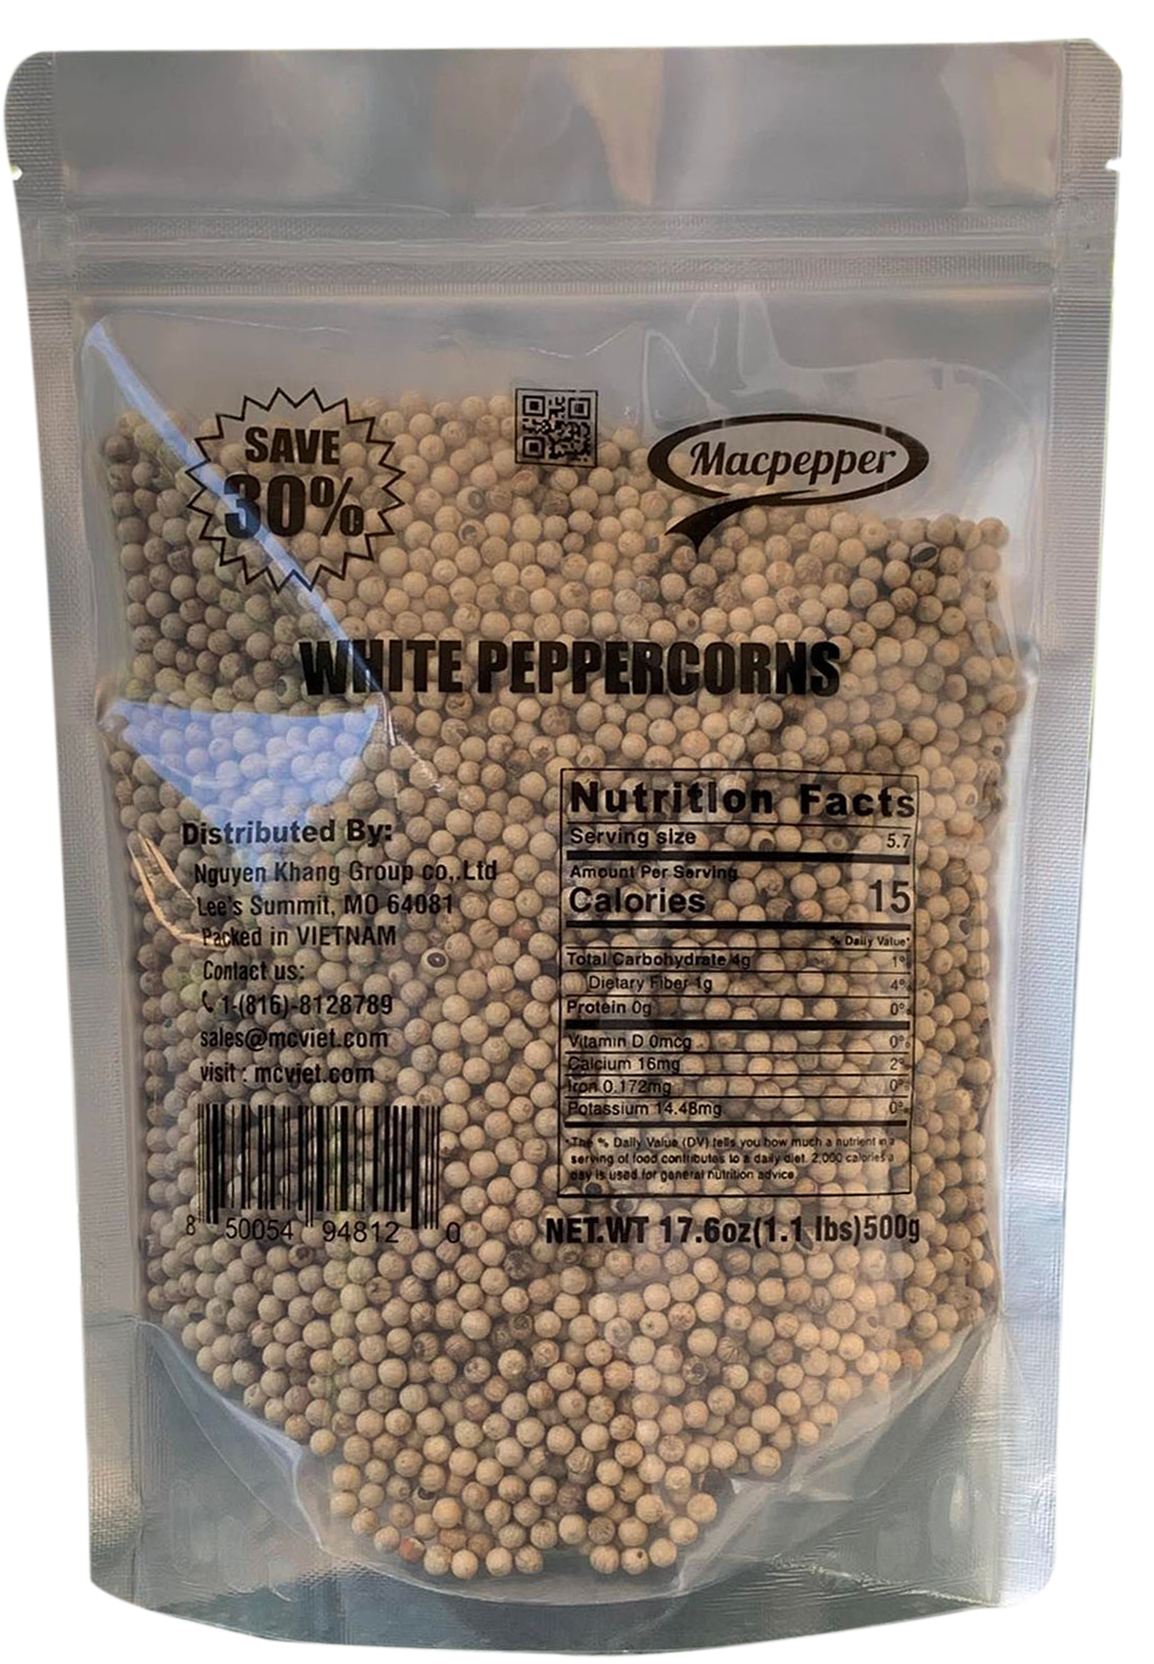 SAVE
30%
Macpepper
WHITE PEPPERCORNS
Distributed By:
Nguyen Khang Group co,.Ltd
Lee's Summit, MO 64081
Packed in VIETNAM
Contact us:
1-(816)-8128789
sales@mcviet.com
visit : mcviet.com
8 50054 94812 0
Nutrition Facts
Serving size 5.7
Amount Per Serving
Calories 15
% Daily Value*
Total Carbohydrate 4g 1%
Dietary Fiber 1g 4%
Protein 0g 0%
Vitamin D 0mcg 0%
Calcium 16mg 2%
Iron 0.172mg 0%
Potassium 14.48mg 0%
*The % Daily Value (DV) tells you how much a nutrient in a
serving of food contributes to a daily diet. 2,000 calories a
day is used for general nutrition advice
NET.WT 17.6oz(1.1 lbs)500g